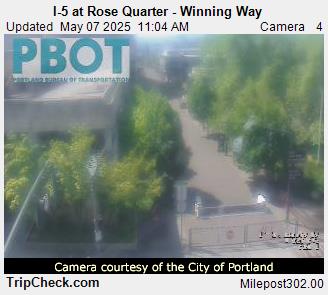 I-5 at Rose Quarter - Winning Way
Updated May 07 2025 11:04 AM Camera 4
PBOT
PORTLAND BUREAU OF TRANSPORTATION
Camera courtesy of the City of Portland
TripCheck.com Milepost302.00